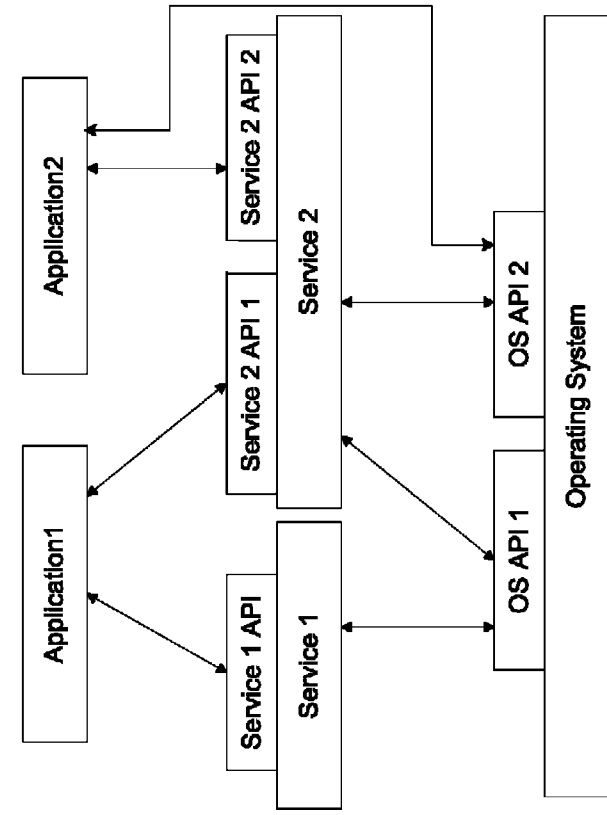 Application1
Application2
Service 1 API
Service 2 API 1
Service 2 API 2
Service 1
Service 2
OS API 1
OS API 2
Operating System